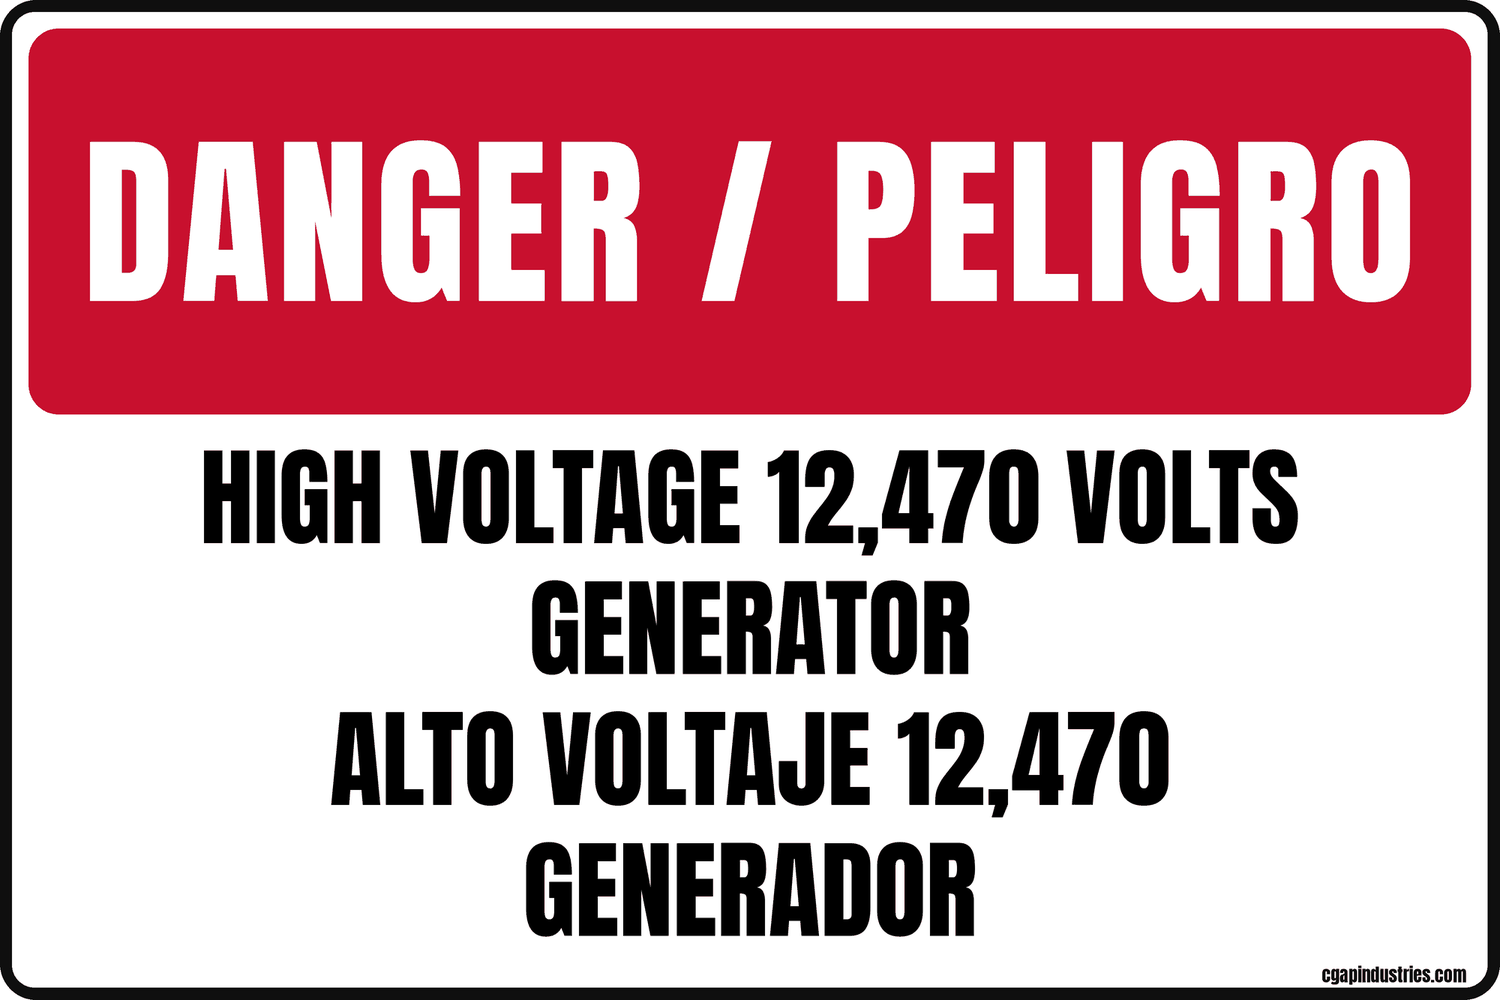 DANGER / PELIGRO
HIGH VOLTAGE 12,470 VOLTS
GENERATOR
ALTO VOLTAJE 12,470
GENERADOR
cgapindustries.com